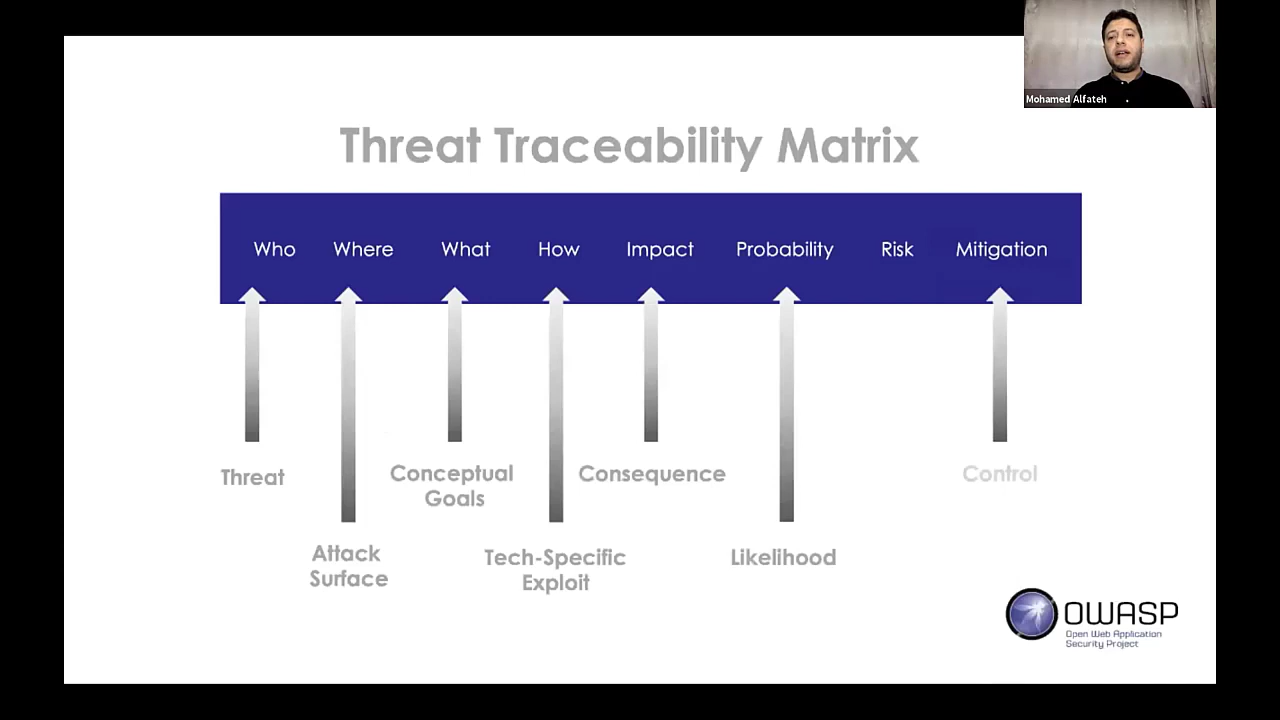 Mohamed Alfateh
Threat Traceability Matrix
Who Where What How Impact Probability Risk Mitigation
Threat
Conceptual
Goals
Consequence
Control
Attack
Surface
Tech-Specific
Exploit
Likelihood
OWASP
Open Web Application
Security Project